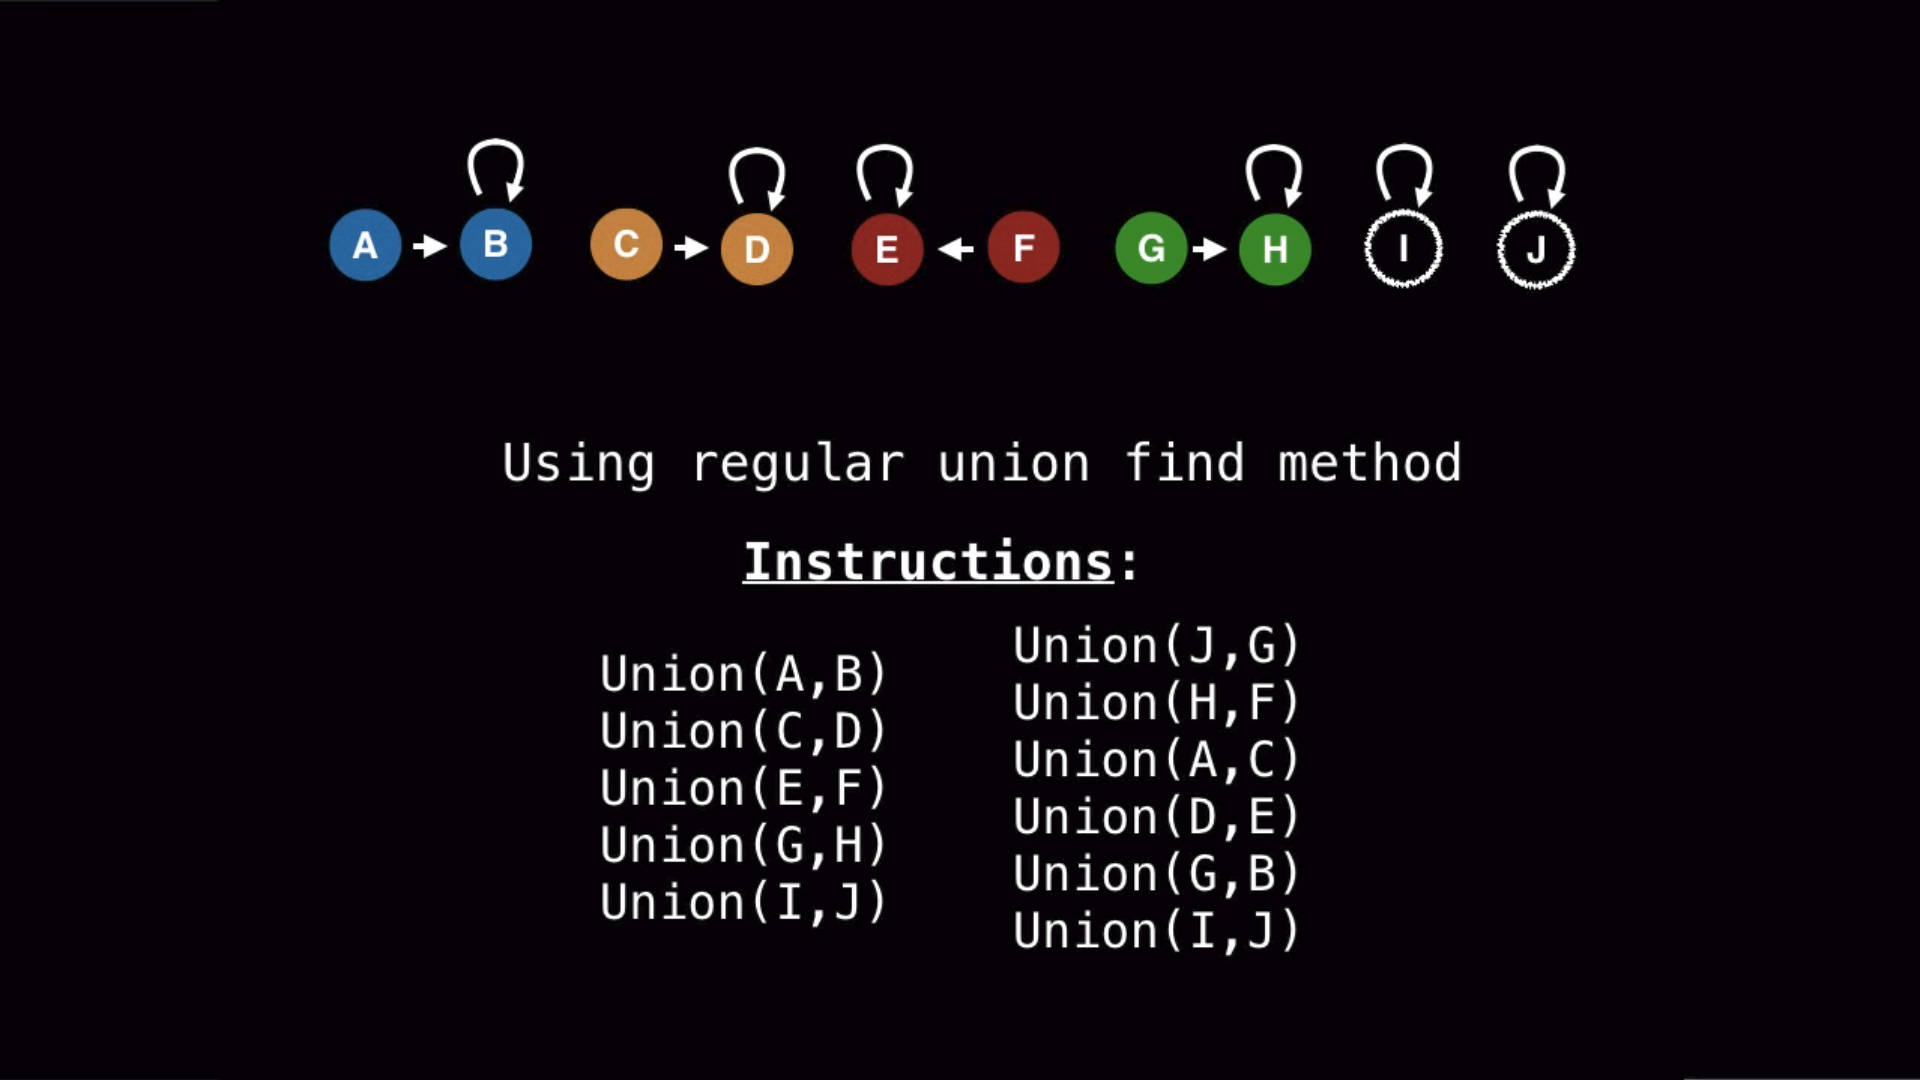 A B C D E F G H I J
Using regular union find method
Instructions:
Union(A,B)
Union(C,D)
Union(E,F)
Union(G,H)
Union(I,J)
Union(J,G)
Union(H,F)
Union(A,C)
Union(D,E)
Union(G,B)
Union(I,J)